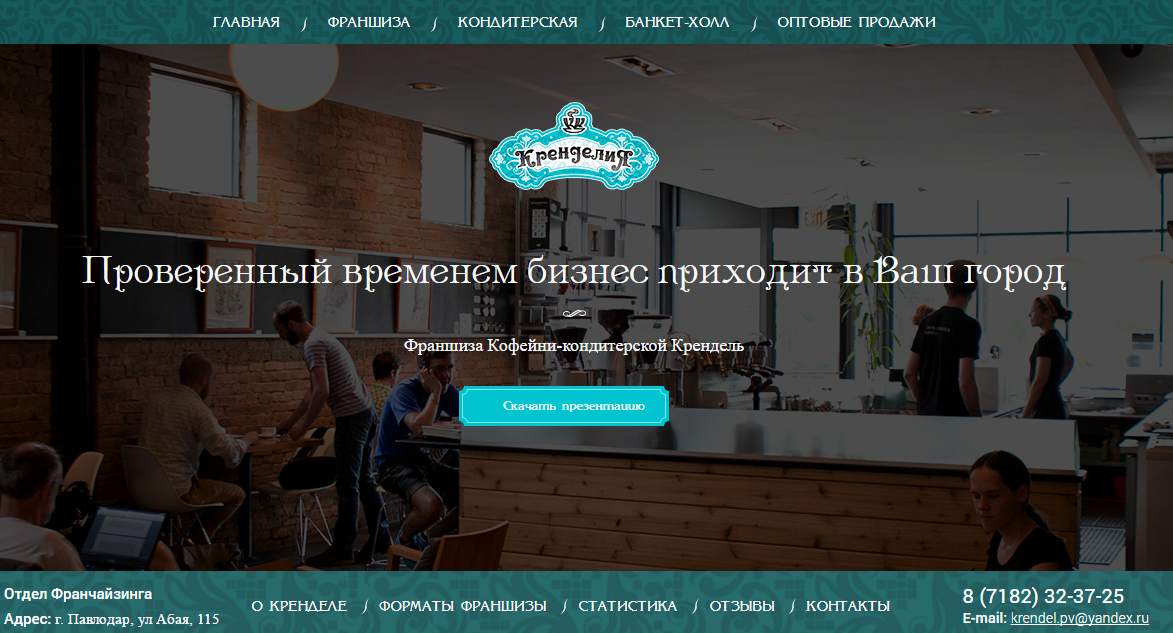 ГЛАВНАЯ / ФРАНШИЗА / КОНДИТЕРСКАЯ / БАНКЕТ-ХОЛЛ / ОПТОВЫЕ ПРОДАЖИ
КренделиЯ
EXIT
Проверенный временем бизнес приходит в Ваш город
Франшиза Кофейни-кондитерской Крендель
Скачать презентацию
Отдел Франчайзинга
Адрес: г. Павлодар, ул Абая, 115
О КРЕНДЕЛЕ / ФОРМАТЫ ФРАНШИЗЫ / СТАТИСТИКА / ОТЗЫВЫ / КОНТАКТЫ
8 (7182) 32-37-25
E-mail: krendel.pv@yandex.ru